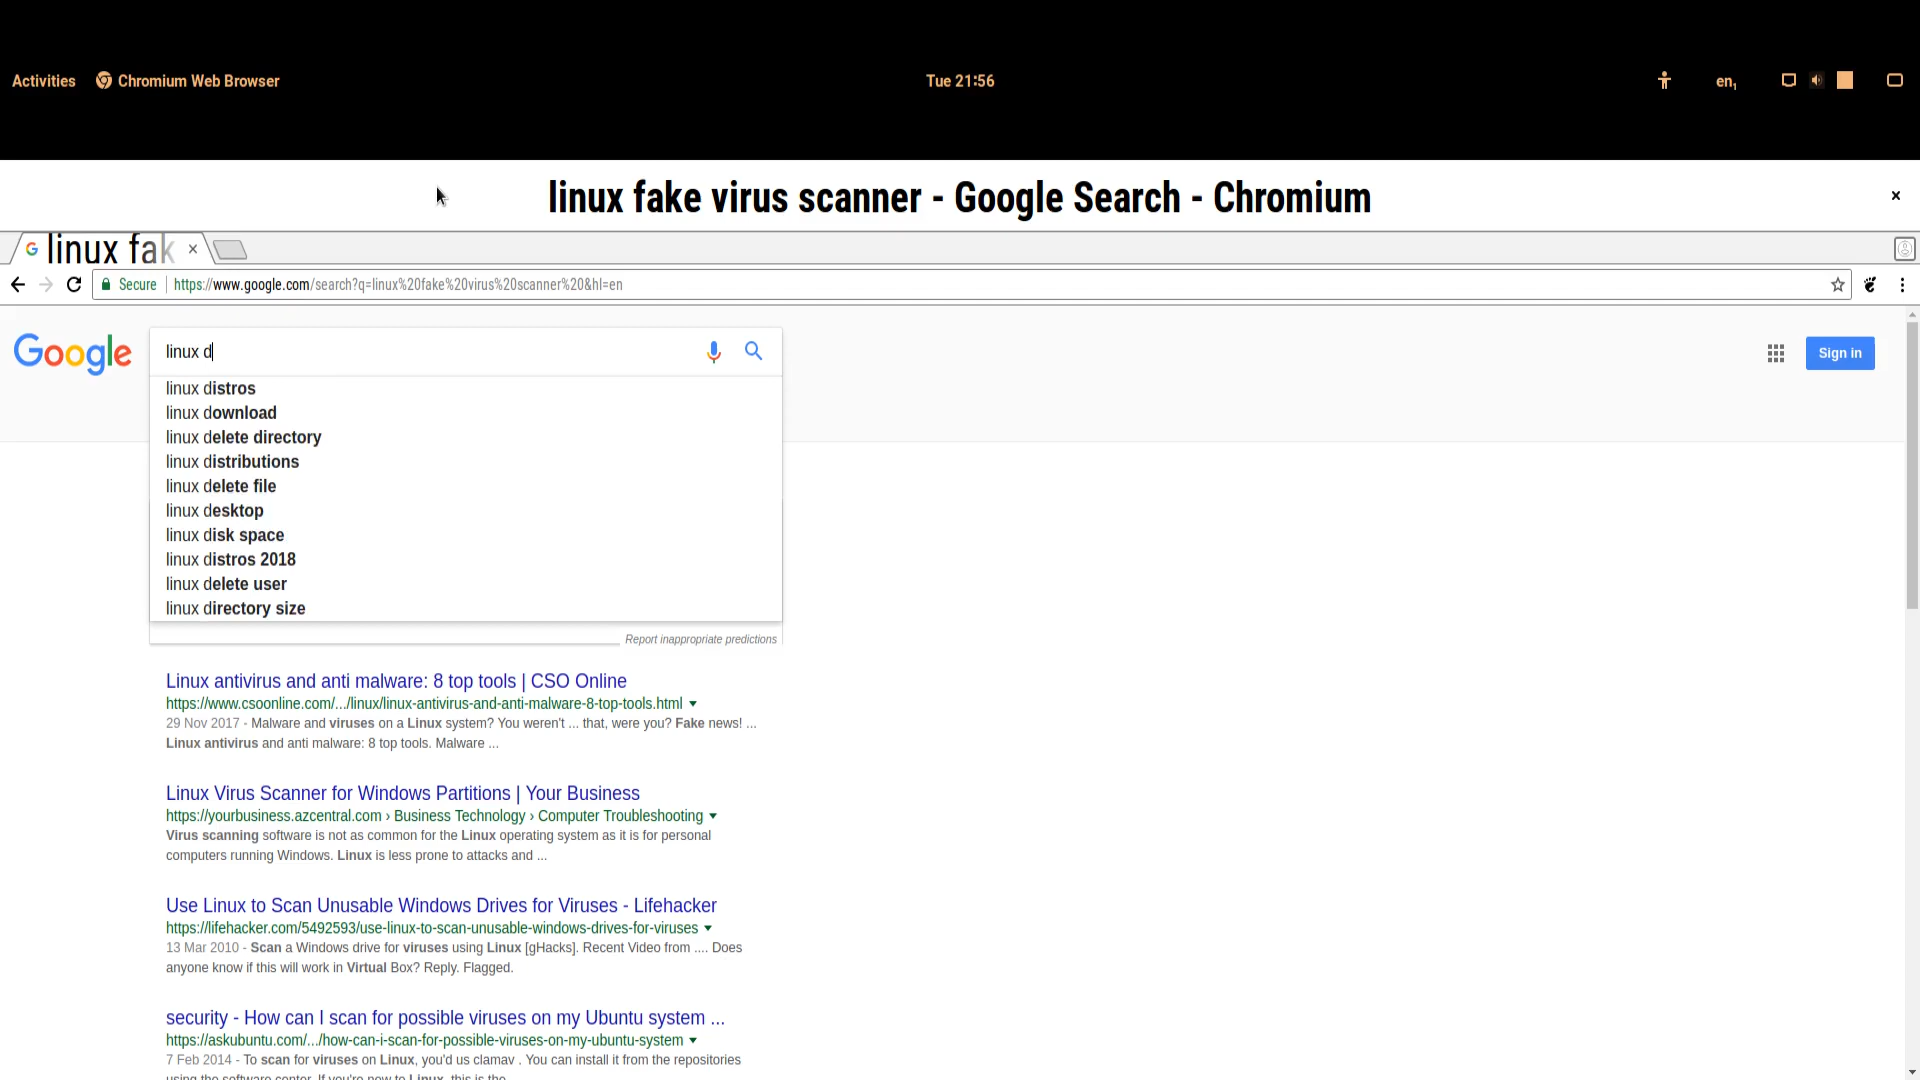 Activities Chromium Web Browser Tue 21:56 en1
linux fake virus scanner - Google Search - Chromium
linux fak
Secure https://www.google.com/search?q=linux%20fake%20virus%20scanner%20&hl=en
Google linux d Sign in
linux distros
linux download
linux delete directory
linux distributions
linux delete file
linux desktop
linux disk space
linux distros 2018
linux delete user
linux directory size
Report inappropriate predictions
Linux antivirus and anti malware: 8 top tools | CSO Online
https://www.csoonline.com/.../linux/linux-antivirus-and-anti-malware-8-top-tools.html
29 Nov 2017 - Malware and viruses on a Linux system? You weren't ... that, were you? Fake news! ...
Linux antivirus and anti malware: 8 top tools. Malware ...
Linux Virus Scanner for Windows Partitions | Your Business
https://yourbusiness.azcentral.com › Business Technology › Computer Troubleshooting
Virus scanning software is not as common for the Linux operating system as it is for personal
computers running Windows. Linux is less prone to attacks and ...
Use Linux to Scan Unusable Windows Drives for Viruses - Lifehacker
https://lifehacker.com/5492593/use-linux-to-scan-unusable-windows-drives-for-viruses
13 Mar 2010 - Scan a Windows drive for viruses using Linux [gHacks]. Recent Video from .... Does
anyone know if this will work in Virtual Box? Reply. Flagged.
security - How can I scan for possible viruses on my Ubuntu system ...
https://askubuntu.com/.../how-can-i-scan-for-possible-viruses-on-my-ubuntu-system
7 Feb 2014 - To scan for viruses on Linux, you'd us clamav . You can install it from the repositories
using the software center. If you're new to Linux, this is the